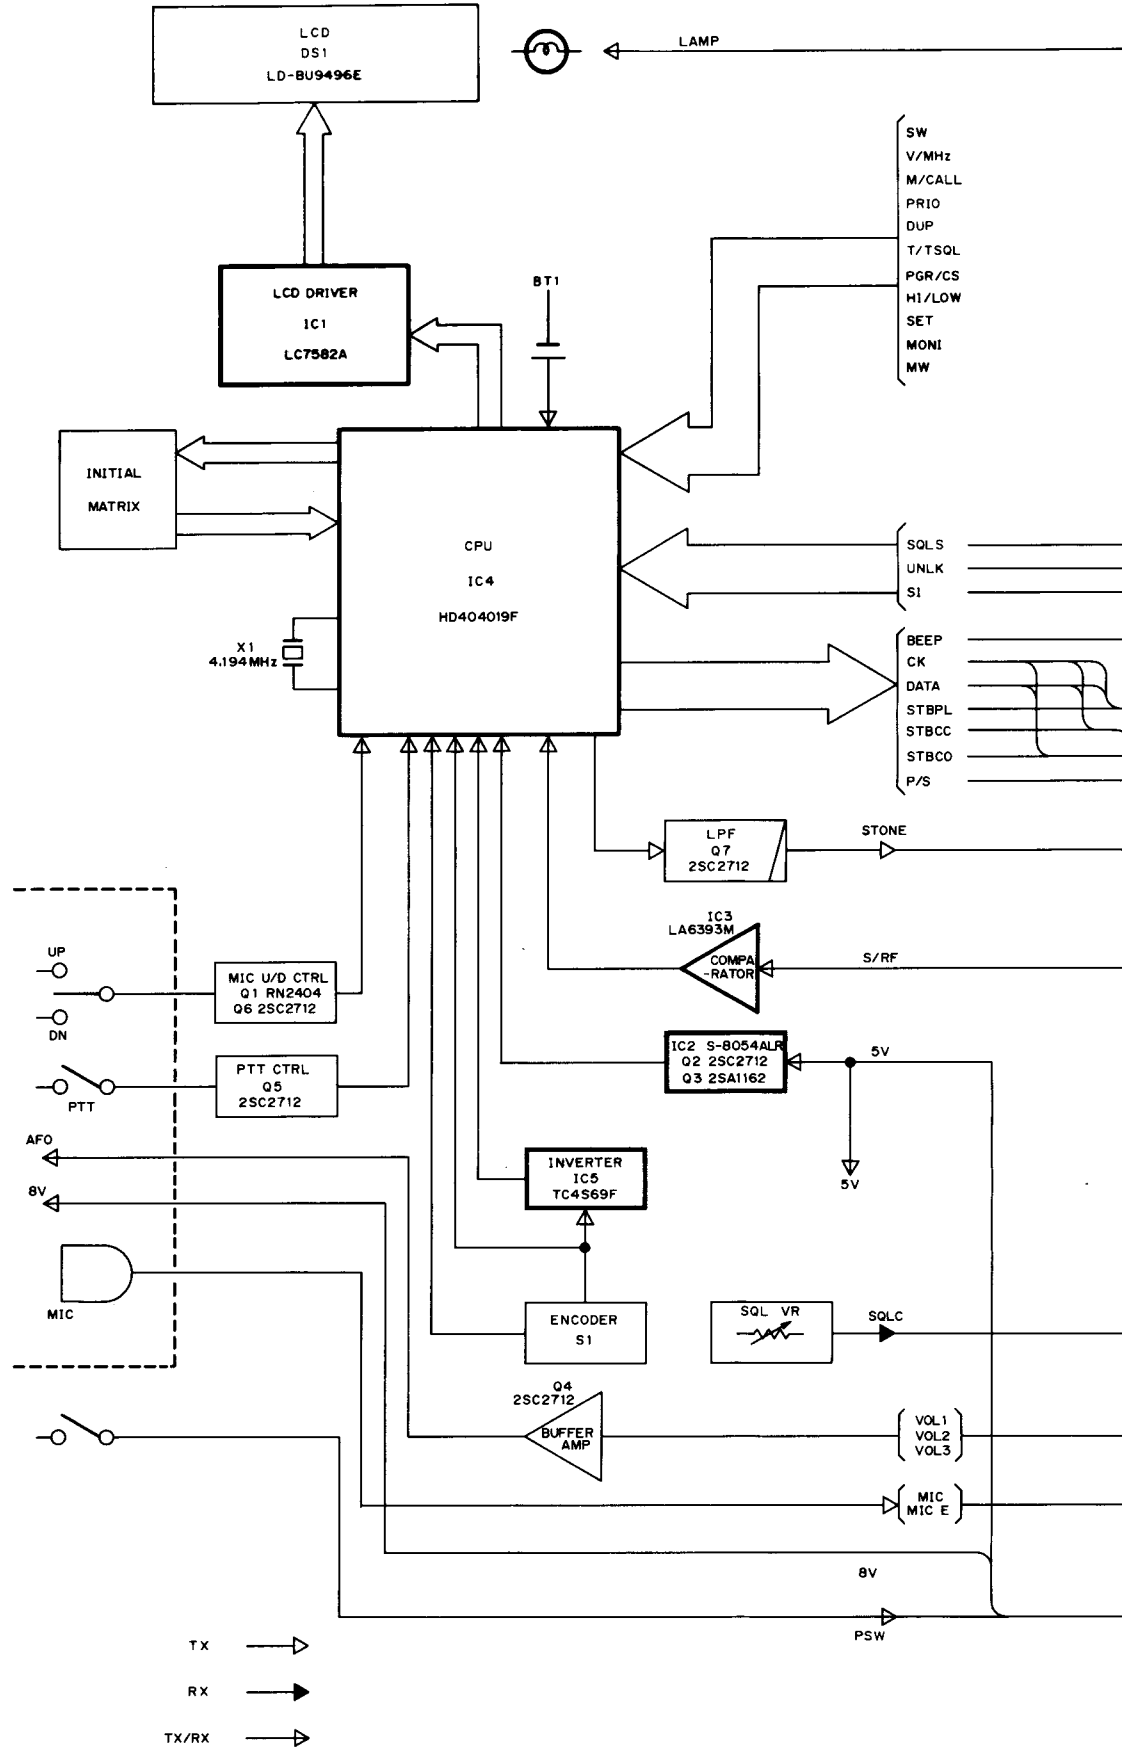 LCD
DS1
LD-BU9496E
LAMP
SW
V/MHz
M/CALL
PRIO
DUP
T/TSQL
PGR/CS
HI/LOW
SET
MONI
MW
LCD DRIVER
IC1
LC7582A
BT1
INITIAL
MATRIX
CPU
IC4
HD404019F
X1
4.194MHz
SQLS
UNLK
S1
BEEP
CK
DATA
STBPL
STBCC
STBCO
P/S
LPF
Q7
2SC2712
STONE
IC3
LA6393M
COMPA
-RATOR
S/RF
UP
DN
MIC U/D CTRL
Q1 RN2404
Q6 2SC2712
IC2 S-8054ALR
Q2 2SC2712
Q3 2SA1162
5V
5V
PTT
PTT CTRL
Q5
2SC2712
AFO
8V
INVERTER
IC5
TC4S69F
MIC
ENCODER
S1
SQL VR
SQLC
Q4
2SC2712
BUFFER
AMP
VOL1
VOL2
VOL3
MIC
MIC E
8V
PSW
TX
RX
TX/RX